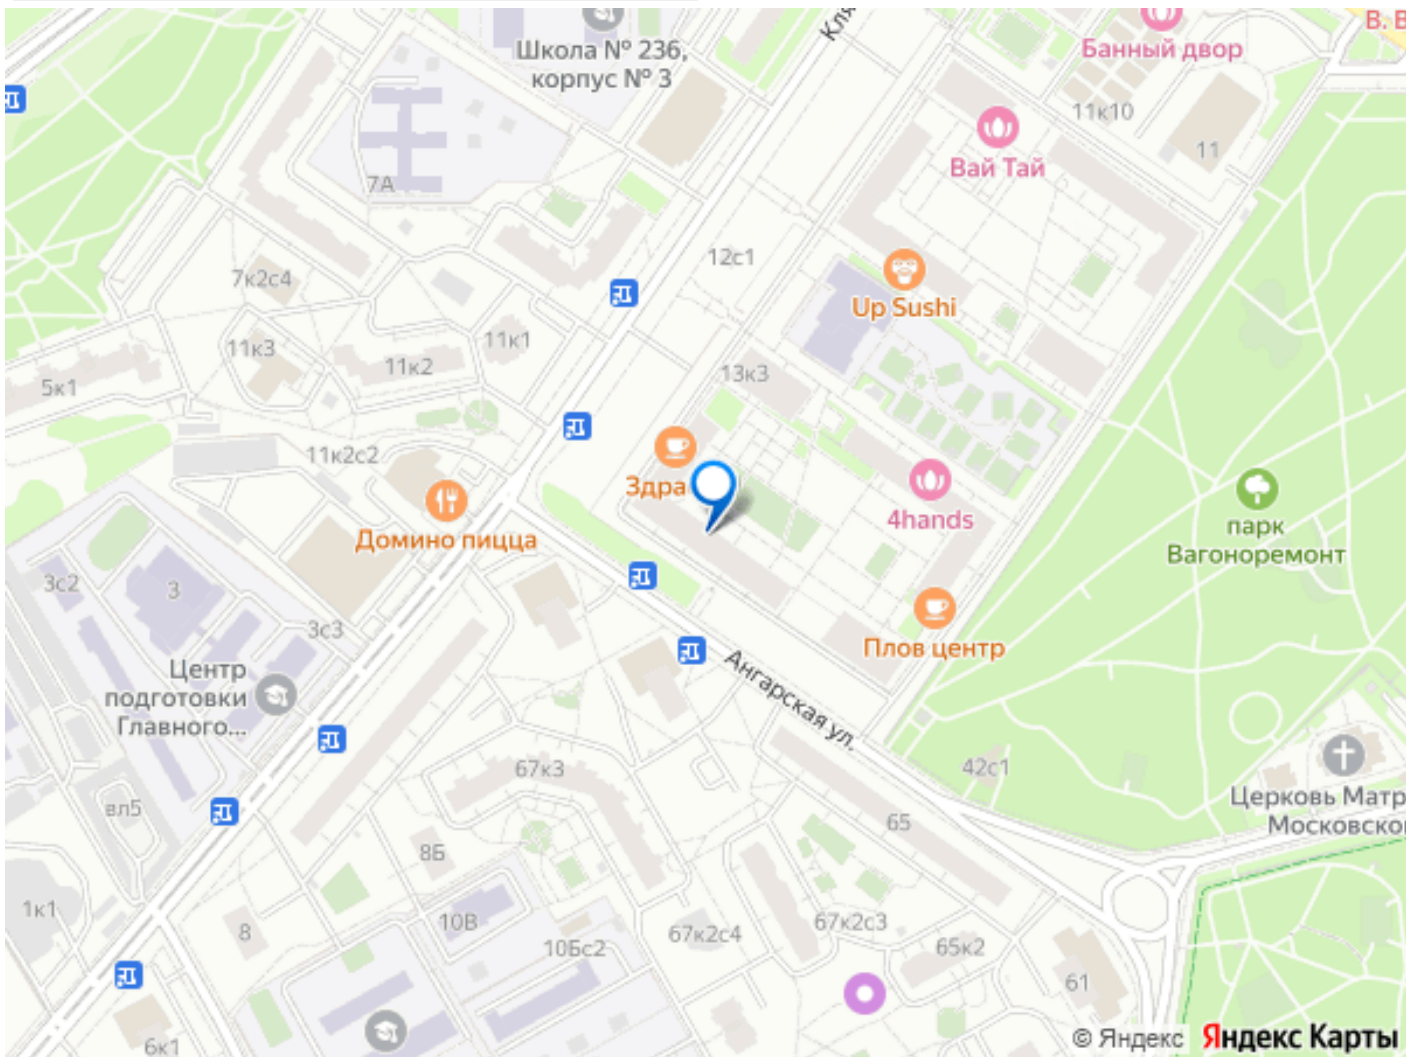 Школа № 236,
корпус № 3
Кля
Банный двор
В. В
11к10
11
Вай Тай
7А
12с1
7к2с4
Up Sushi
11к1
11к3
11к2
5к1
13к3
11к2с2
Здра
4hands
Домино пицца
парк
Вагоноремонт
3с2
3
3с3
Плов центр
Центр
подготовки
Главного...
Ангарская ул.
67к3
42с1
вл5
Церковь Матр
Московско
65
8Б
1к1
8
10В
10Бс2
67к2с4
67к2с3
65к2
61
6к1
© Яндекс Яндекс Карты